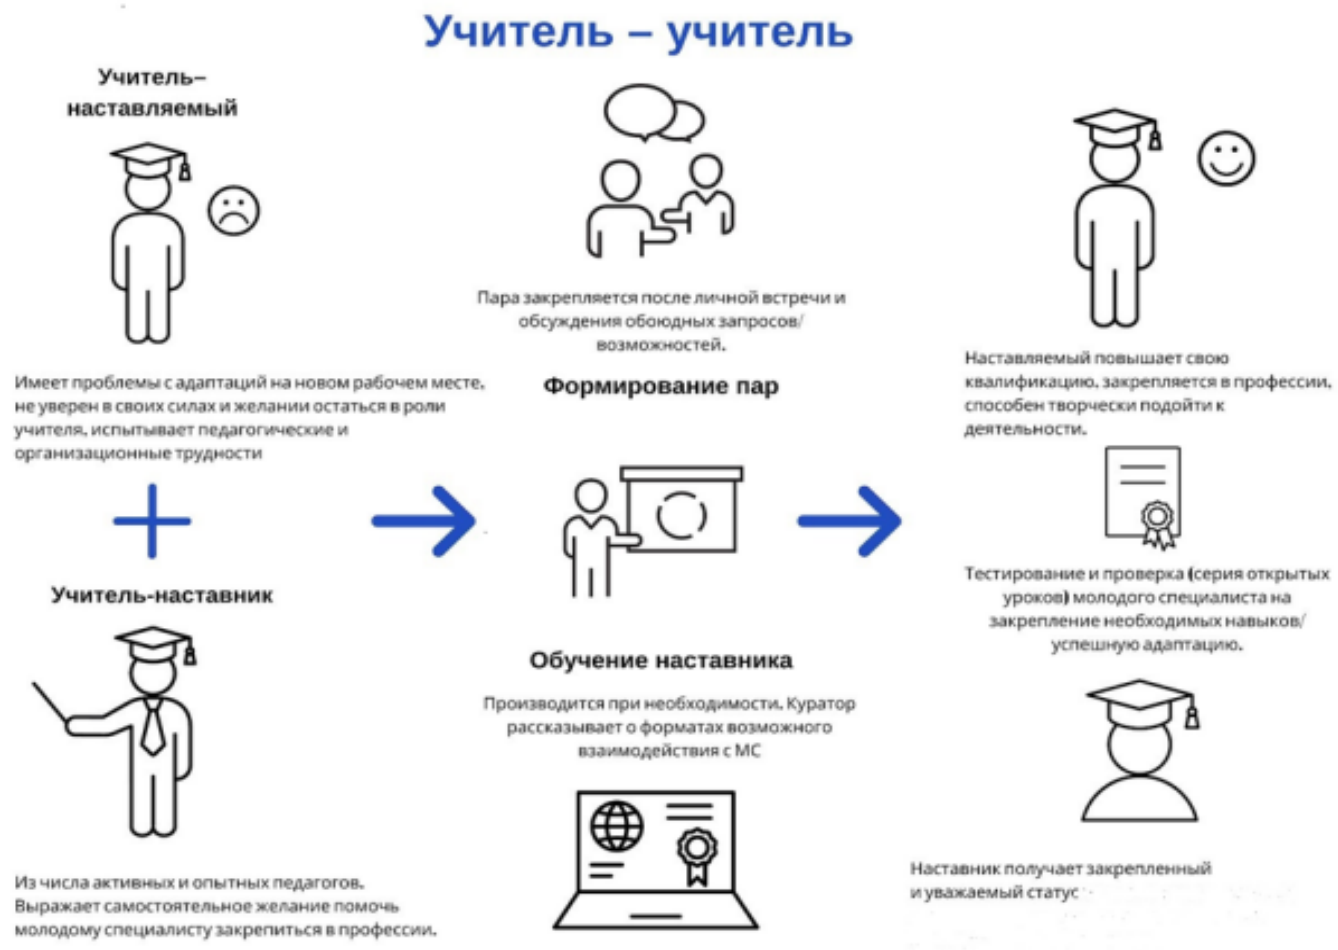 Учитель – учитель
Учитель–
наставляемый
Имеет проблемы с адаптаций на новом рабочем месте,
не уверен в своих силах и желании остаться в роли
учителя, испытывает педагогические и
организационные трудности
Учитель-наставник
Из числа активных и опытных педагогов.
Выражает самостоятельное желание помочь
молодому специалисту закрепиться в профессии.
Пара закрепляется после личной встречи и
обсуждения обоюдных запросов/
возможностей.
Формирование пар
Обучение наставника
Производится при необходимости. Куратор
рассказывает о форматах возможного
взаимодействия с МС
Наставляемый повышает свою
квалификацию, закрепляется в профессии,
способен творчески подойти к
деятельности.
Тестирование и проверка (серия открытых
уроков) молодого специалиста на
закрепление необходимых навыков/
успешную адаптацию.
Наставник получает закрепленный
и уважаемый статус